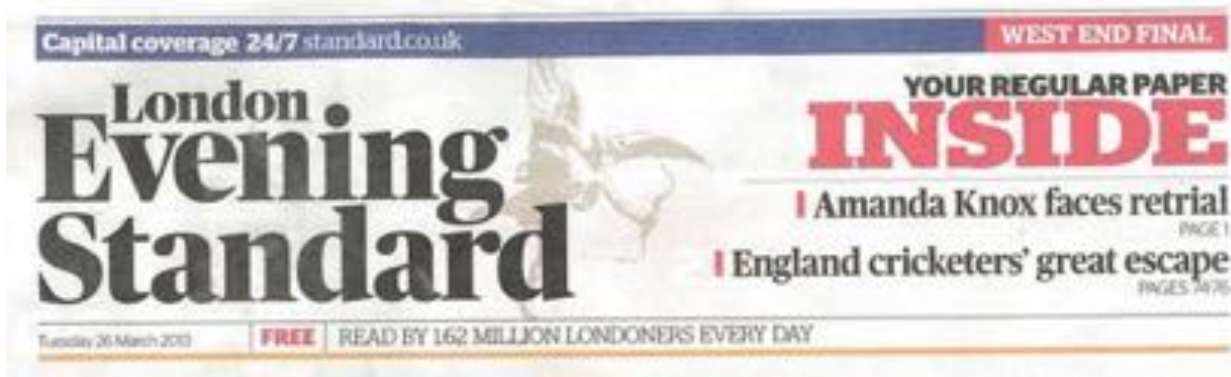 Capital coverage 24/7 standard.co.uk
WEST END FINAL
London
Evening
Standard
YOUR REGULAR PAPER
INSIDE
Amanda Knox faces retrial
PAGE 1
England cricketers' great escape
PAGES
Tuesday 26 March 2013
FREE
READ BY 1.62 MILLION LONDONERS EVERY DAY